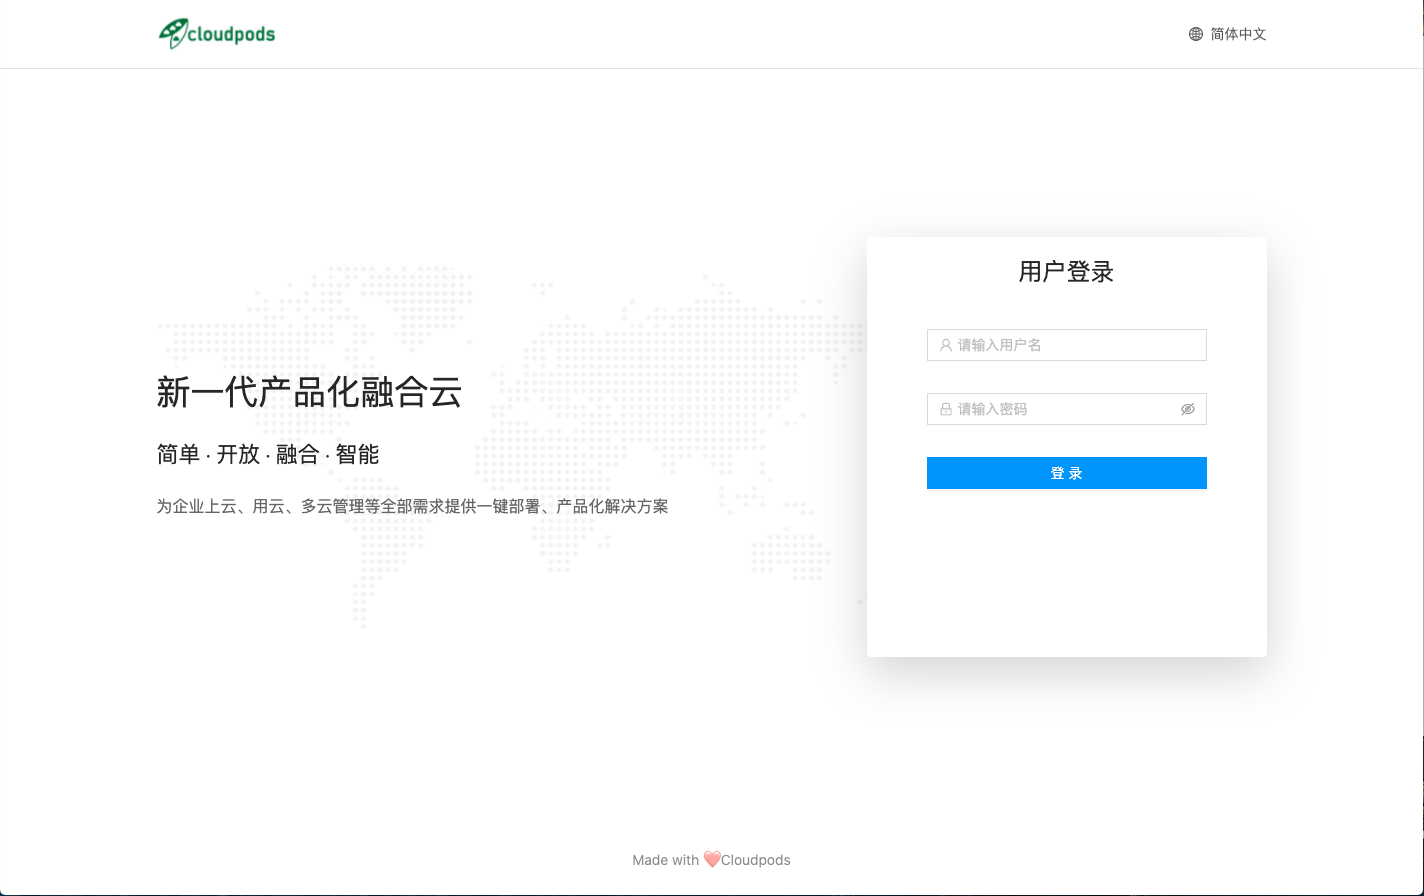 cloudpods
简体中文
新一代产品化融合云
简单 · 开放 · 融合 · 智能
为企业上云、用云、多云管理等全部需求提供一键部署、产品化解决方案
用户登录
请输入用户名
请输入密码
登 录
Made with ❤️Cloudpods